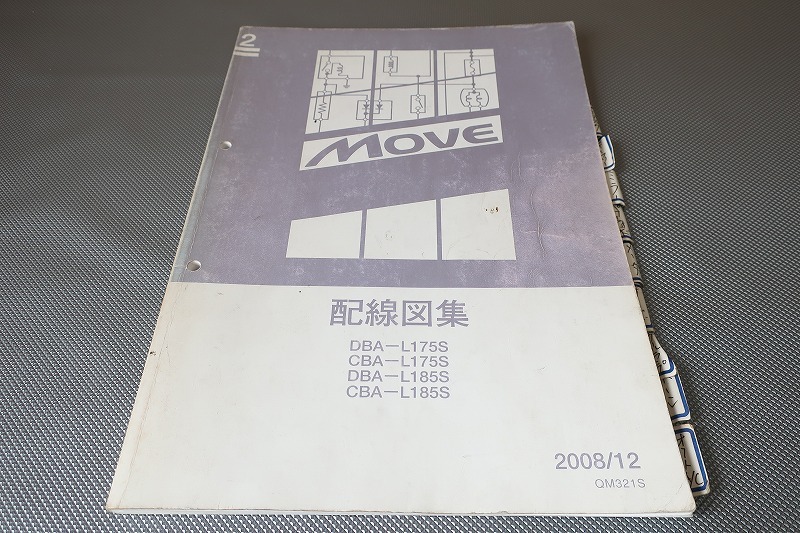 2
MOVE
配線図集
DBA－L175S
CBA－L175S
DBA－L185S
CBA－L185S
2008/12
QM321S